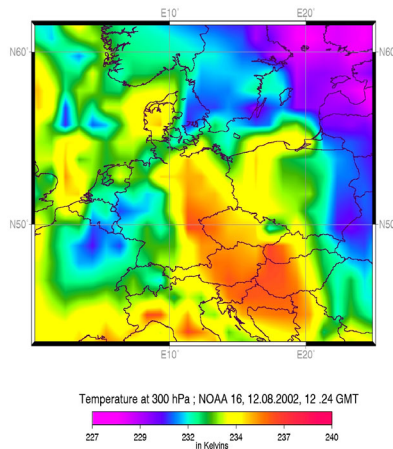 E10˚ E20˚
N60˚ N60˚
N50˚ N50˚
E10˚ E20˚
Temperature at 300 hPa ; NOAA 16, 12.08.2002, 12 .24 GMT
227 229 232 234 237 240
in Kelvins